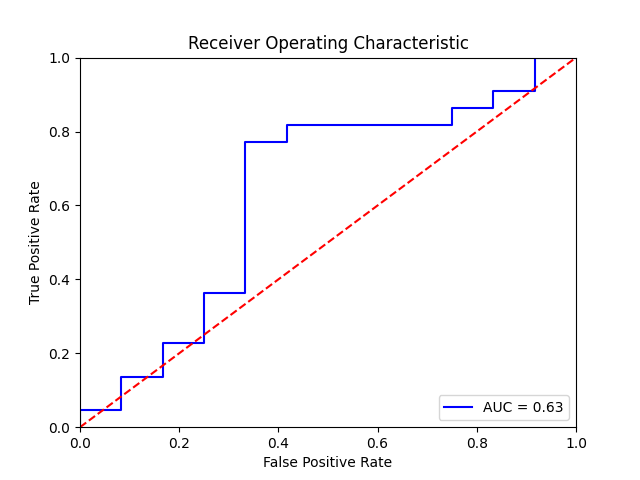 Receiver Operating Characteristic
True Positive Rate
1.0
0.8
0.6
0.4
0.2
0.0
AUC = 0.63
0.0 0.2 0.4 0.6 0.8 1.0
False Positive Rate